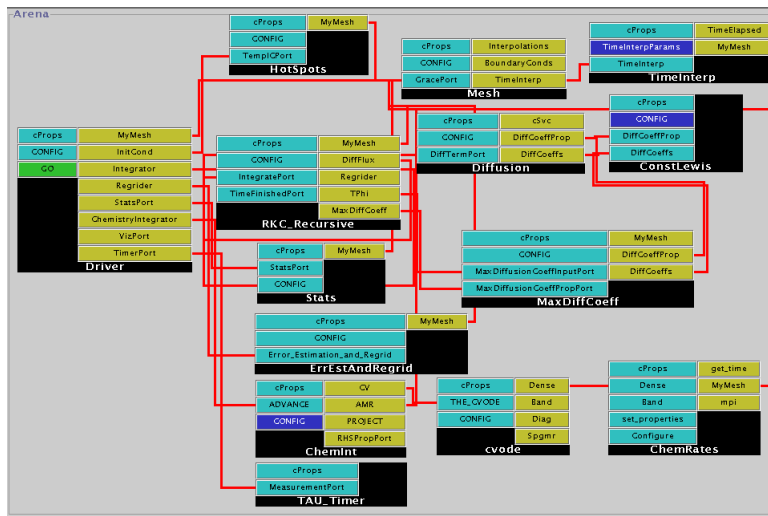 Arena
cProps MyMesh
CONFIG
TempICPort
HotSpots
cProps Interpolations
CONFIG BoundaryConds
GracePort TimeInterp
Mesh
cProps TimeElapsed
TimeInterpParams MyMesh
TimeInterp
TimeInterp
cProps MyMesh
CONFIG InitCond
GO Integrator
Regrider
StatsPort
ChemistryIntegrator
VizPort
TimerPort
Driver
cProps MyMesh
CONFIG DiffFlux
IntegratePort Regrider
TimeFinishedPort TPhi
MaxDiffCoeff
RKC_Recursive
cProps cSvc
CONFIG DiffCoeffProp
DiffTermPort DiffCoeffs
Diffusion
cProps
CONFIG
DiffCoeffProp
DiffCoeffs
ConstLewis
cProps MyMesh
StatsPort
CONFIG
Stats
cProps MyMesh
CONFIG DiffCoeffProp
MaxDiffusionCoeffInputPort DiffCoeffs
MaxDiffusionCoeffPropPort
MaxDiffCoeff
cProps MyMesh
CONFIG
Error_Estimation_and_Regrid
ErrEstAndRegrid
cProps CV
ADVANCE AMR
CONFIG PROJECT
RHSPropPort
ChemInt
cProps Dense
THE_CVODE Band
CONFIG Diag
Spgmr
cvode
cProps get_time
Dense MyMesh
Band mpi
set_properties
Configure
ChemRates
cProps
MeasurementPort
TAU_Timer